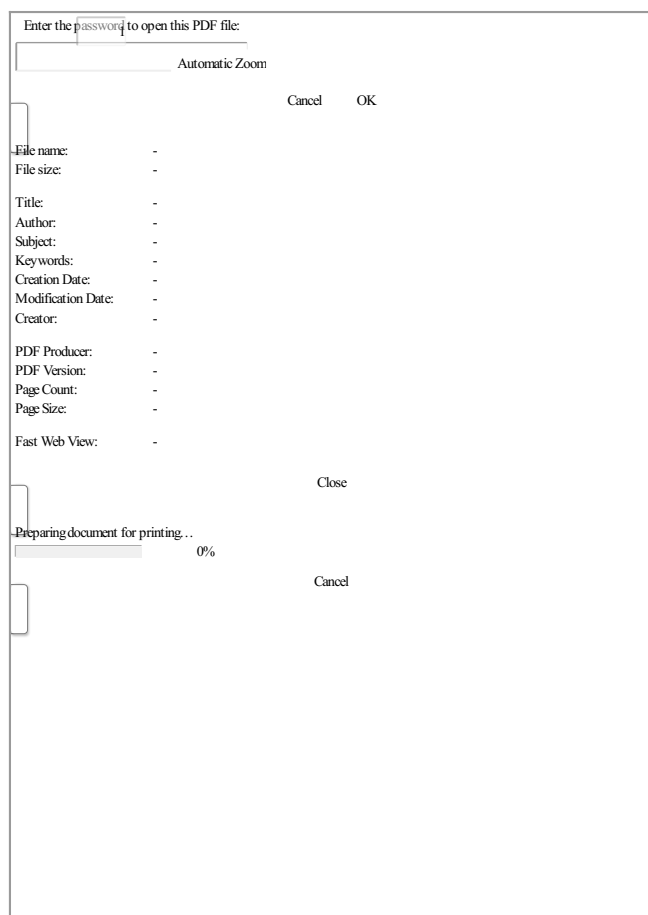 Enter the password to open this PDF file:
1
Automatic Zoom
Cancel OK
File name: -
File size: -
Title: -
Author: -
Subject: -
Keywords: -
Creation Date: -
Modification Date: -
Creator: -
PDF Producer: -
PDF Version: -
Page Count: -
Page Size: -
Fast Web View: -
Close
Preparing document for printing…
0%
Cancel